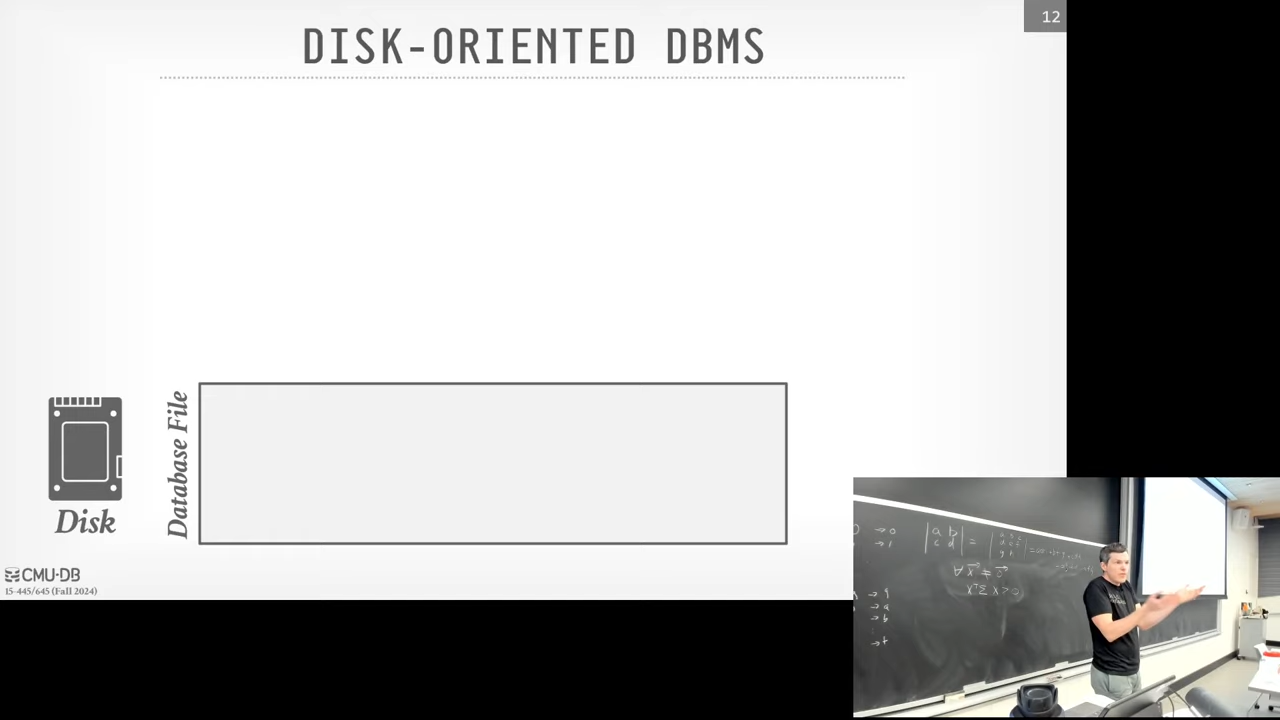 12
DISK-ORIENTED DBMS
Database File
Disk
CMU·DB
15-445/645 (Fall 2024)
a b
c d
=